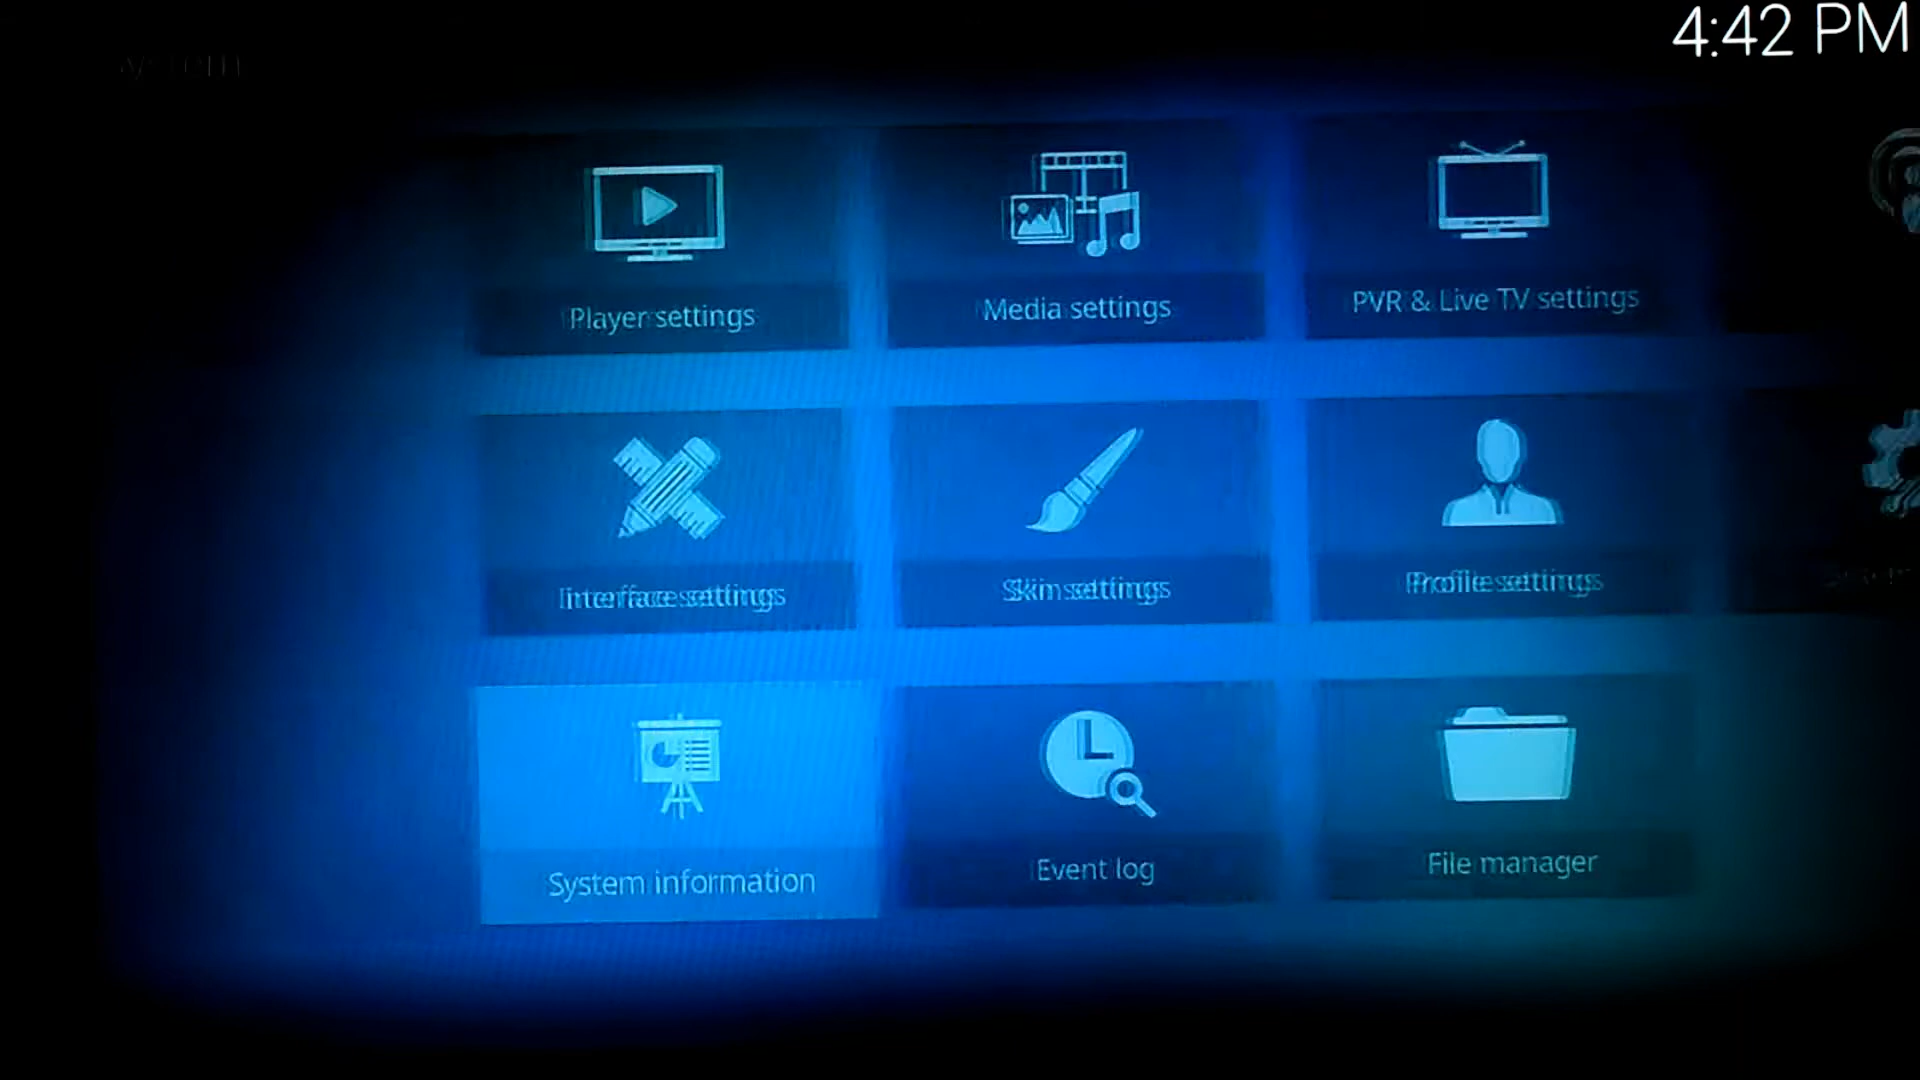 System
4:42 PM
Player settings
Media settings
PVR & Live TV settings
Interface settings
Skin settings
Profile settings
System information
Event log
File manager